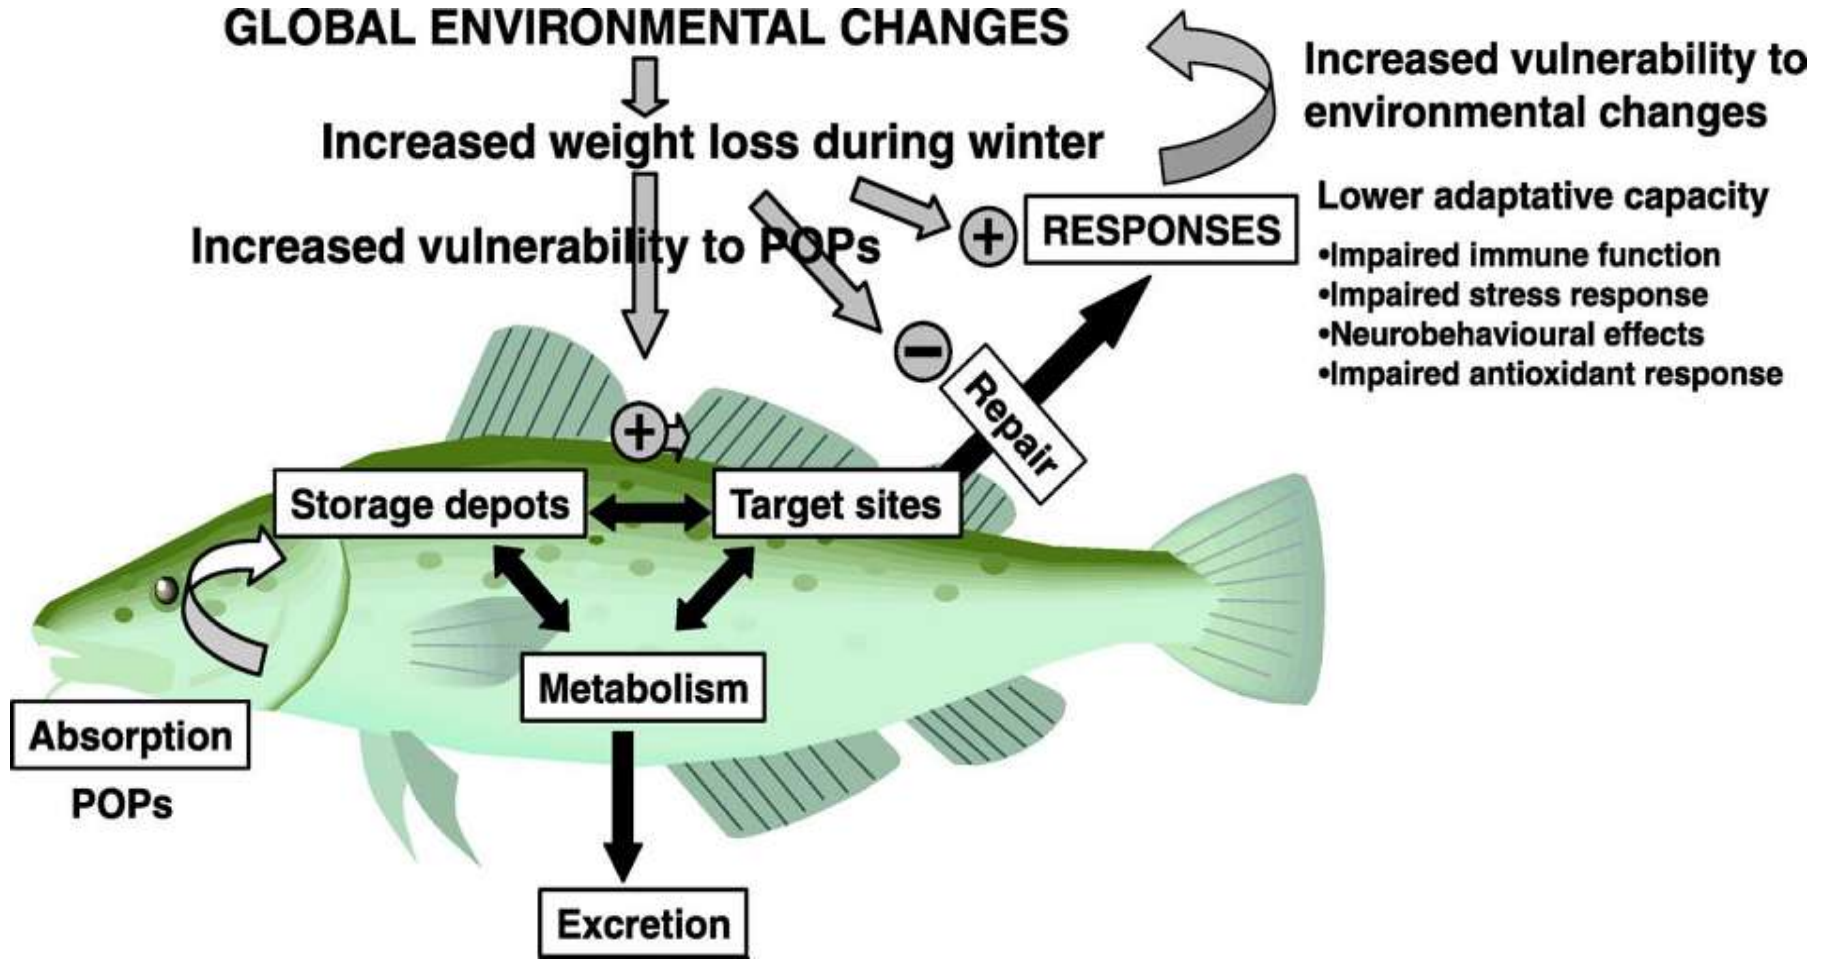 GLOBAL ENVIRONMENTAL CHANGES
Increased weight loss during winter
Increased vulnerability to POPs
+
RESPONSES
Increased vulnerability to
environmental changes
Lower adaptative capacity
•Impaired immune function
•Impaired stress response
•Neurobehavioural effects
•Impaired antioxidant response
−
Repair
+
Storage depots
Target sites
Metabolism
Absorption
POPs
Excretion